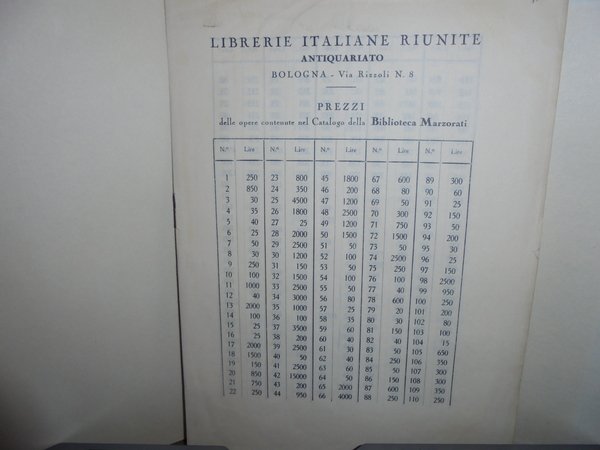 LIBRERIE ITALIANE RIUNITE
ANTIQUARIATO
BOLOGNA - Via Rizzoli N. 8
PREZZI
delle opere contenute nel Catalogo della Biblioteca Marzorati
N.° Lire N.° Lire N.° Lire N.° Lire N.° Lire
1 250 23 800 45 1800 67 600 89 300
2 850 24 350 46 200 68 80 90 60
3 30 25 4500 47 1200 69 50 91 25
4 35 26 1800 48 2500 70 300 92 150
5 40 27 25 49 1200 71 750 93 50
6 25 28 2000 50 1500 72 1500 94 200
7 50 29 2500 51 50 73 50 95 30
8 30 30 1200 52 100 74 2500 96 25
9 250 31 150 53 50 75 250 97 150
10 100 32 1500 54 100 76 100 98 2500
11 1000 33 2500 55 50 77 40 99 950
12 40 34 3000 56 80 78 600 100 250
13 2000 35 1000 57 25 79 20 101 200
14 100 36 100 58 35 80 30 102 80
15 25 37 3500 59 60 81 150 103 100
16 25 38 200 60 40 82 40 104 15
17 2000 39 2500 61 30 83 50 105 650
18 1500 40 50 62 40 84 250 106 350
19 150 41 2500 63 60 85 50 107 300
20 850 42 15000 64 50 86 150 108 300
21 750 43 200 65 2000 87 600 109 350
22 250 44 950 66 4000 88 250 110 250